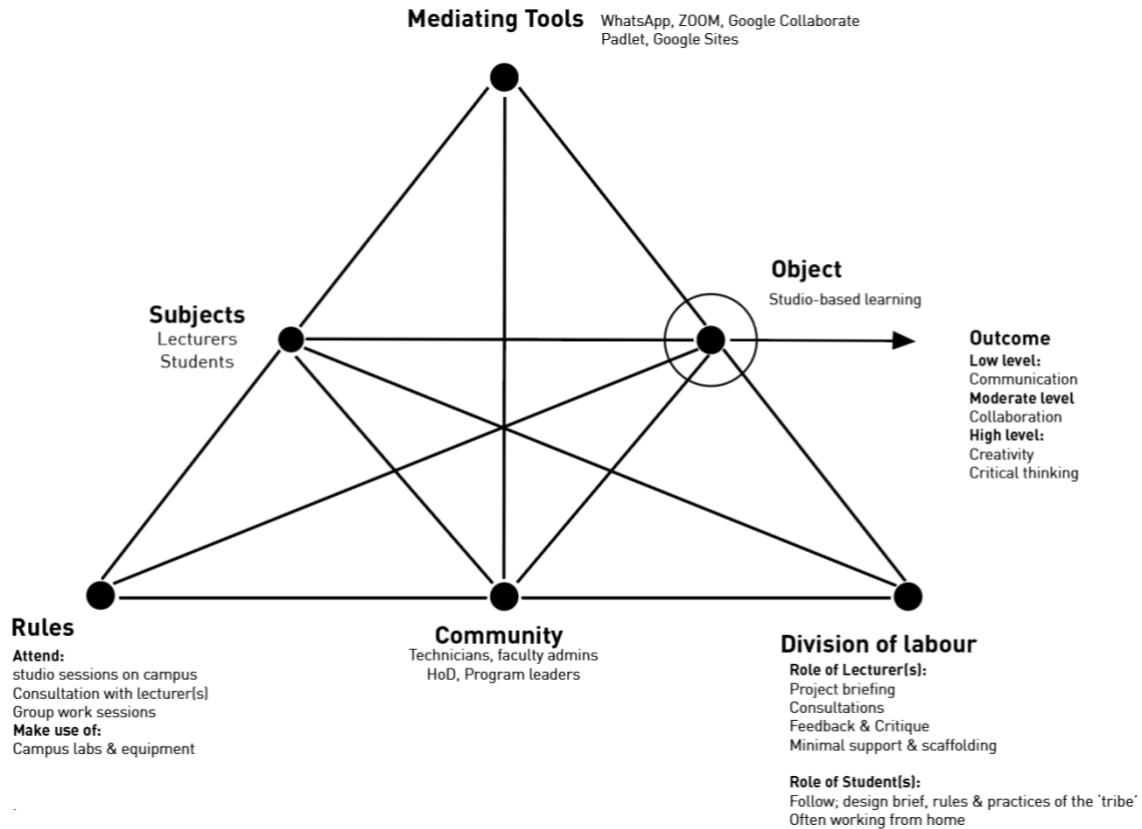 Mediating Tools
WhatsApp, ZOOM, Google Collaborate
Padlet, Google Sites
Subjects
Lecturers
Students
Object
Studio-based learning
Outcome
Low level:
Communication
Moderate level
Collaboration
High level:
Creativity
Critical thinking
Rules
Attend:
studio sessions on campus
Consultation with lecturer(s)
Group work sessions
Make use of:
Campus labs & equipment
.
Community
Technicians, faculty admins
HoD, Program leaders
Division of labour
Role of Lecturer(s):
Project briefing
Consultations
Feedback & Critique
Minimal support & scaffolding
Role of Student(s):
Follow; design brief, rules & practices of the 'tribe'
Often working from home